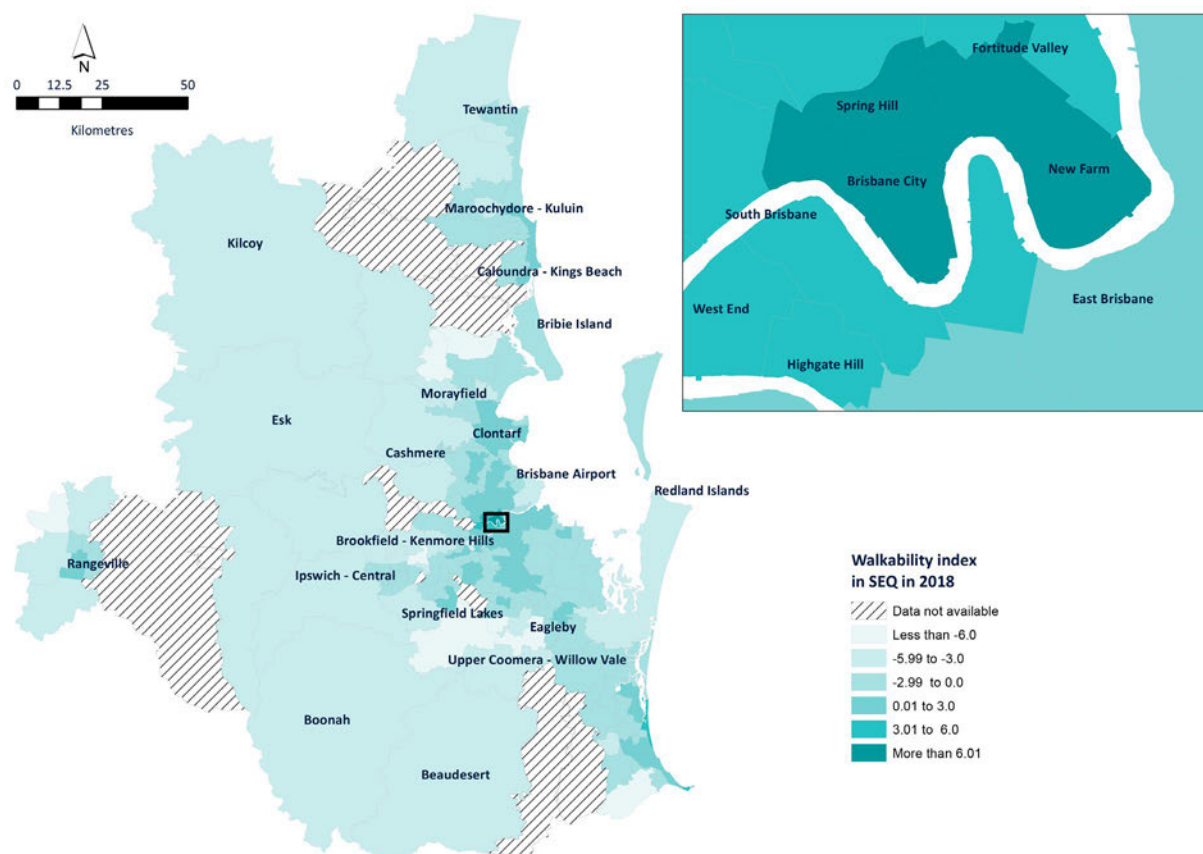 N
0 12.5 25 50
Kilometres
Tewantin
Maroochydore - Kuluin
Kilcoy
Caloundra - Kings Beach
Bribie Island
Morayfield
Esk
Clontarf
Cashmere
Brisbane Airport
Redland Islands
Brookfield - Kenmore Hills
Rangeville
Ipswich - Central
Springfield Lakes
Eagleby
Upper Coomera - Willow Vale
Boonah
Beaudesert
Fortitude Valley
Spring Hill
New Farm
Brisbane City
South Brisbane
East Brisbane
West End
Highgate Hill
Walkability index
in SEQ in 2018
Data not available
Less than -6.0
-5.99 to -3.0
-2.99 to 0.0
0.01 to 3.0
3.01 to 6.0
More than 6.01